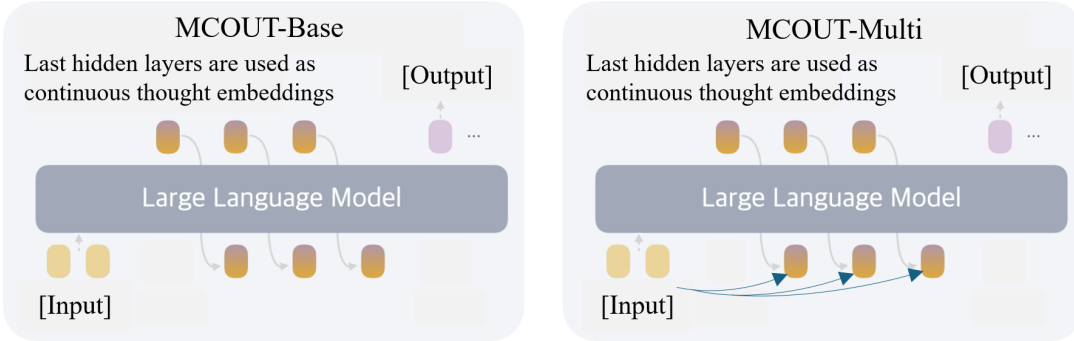 MCOUT-Base
Last hidden layers are used as
continuous thought embeddings
[Output]
...
Large Language Model
[Input]
MCOUT-Multi
Last hidden layers are used as
continuous thought embeddings
[Output]
...
Large Language Model
[Input]